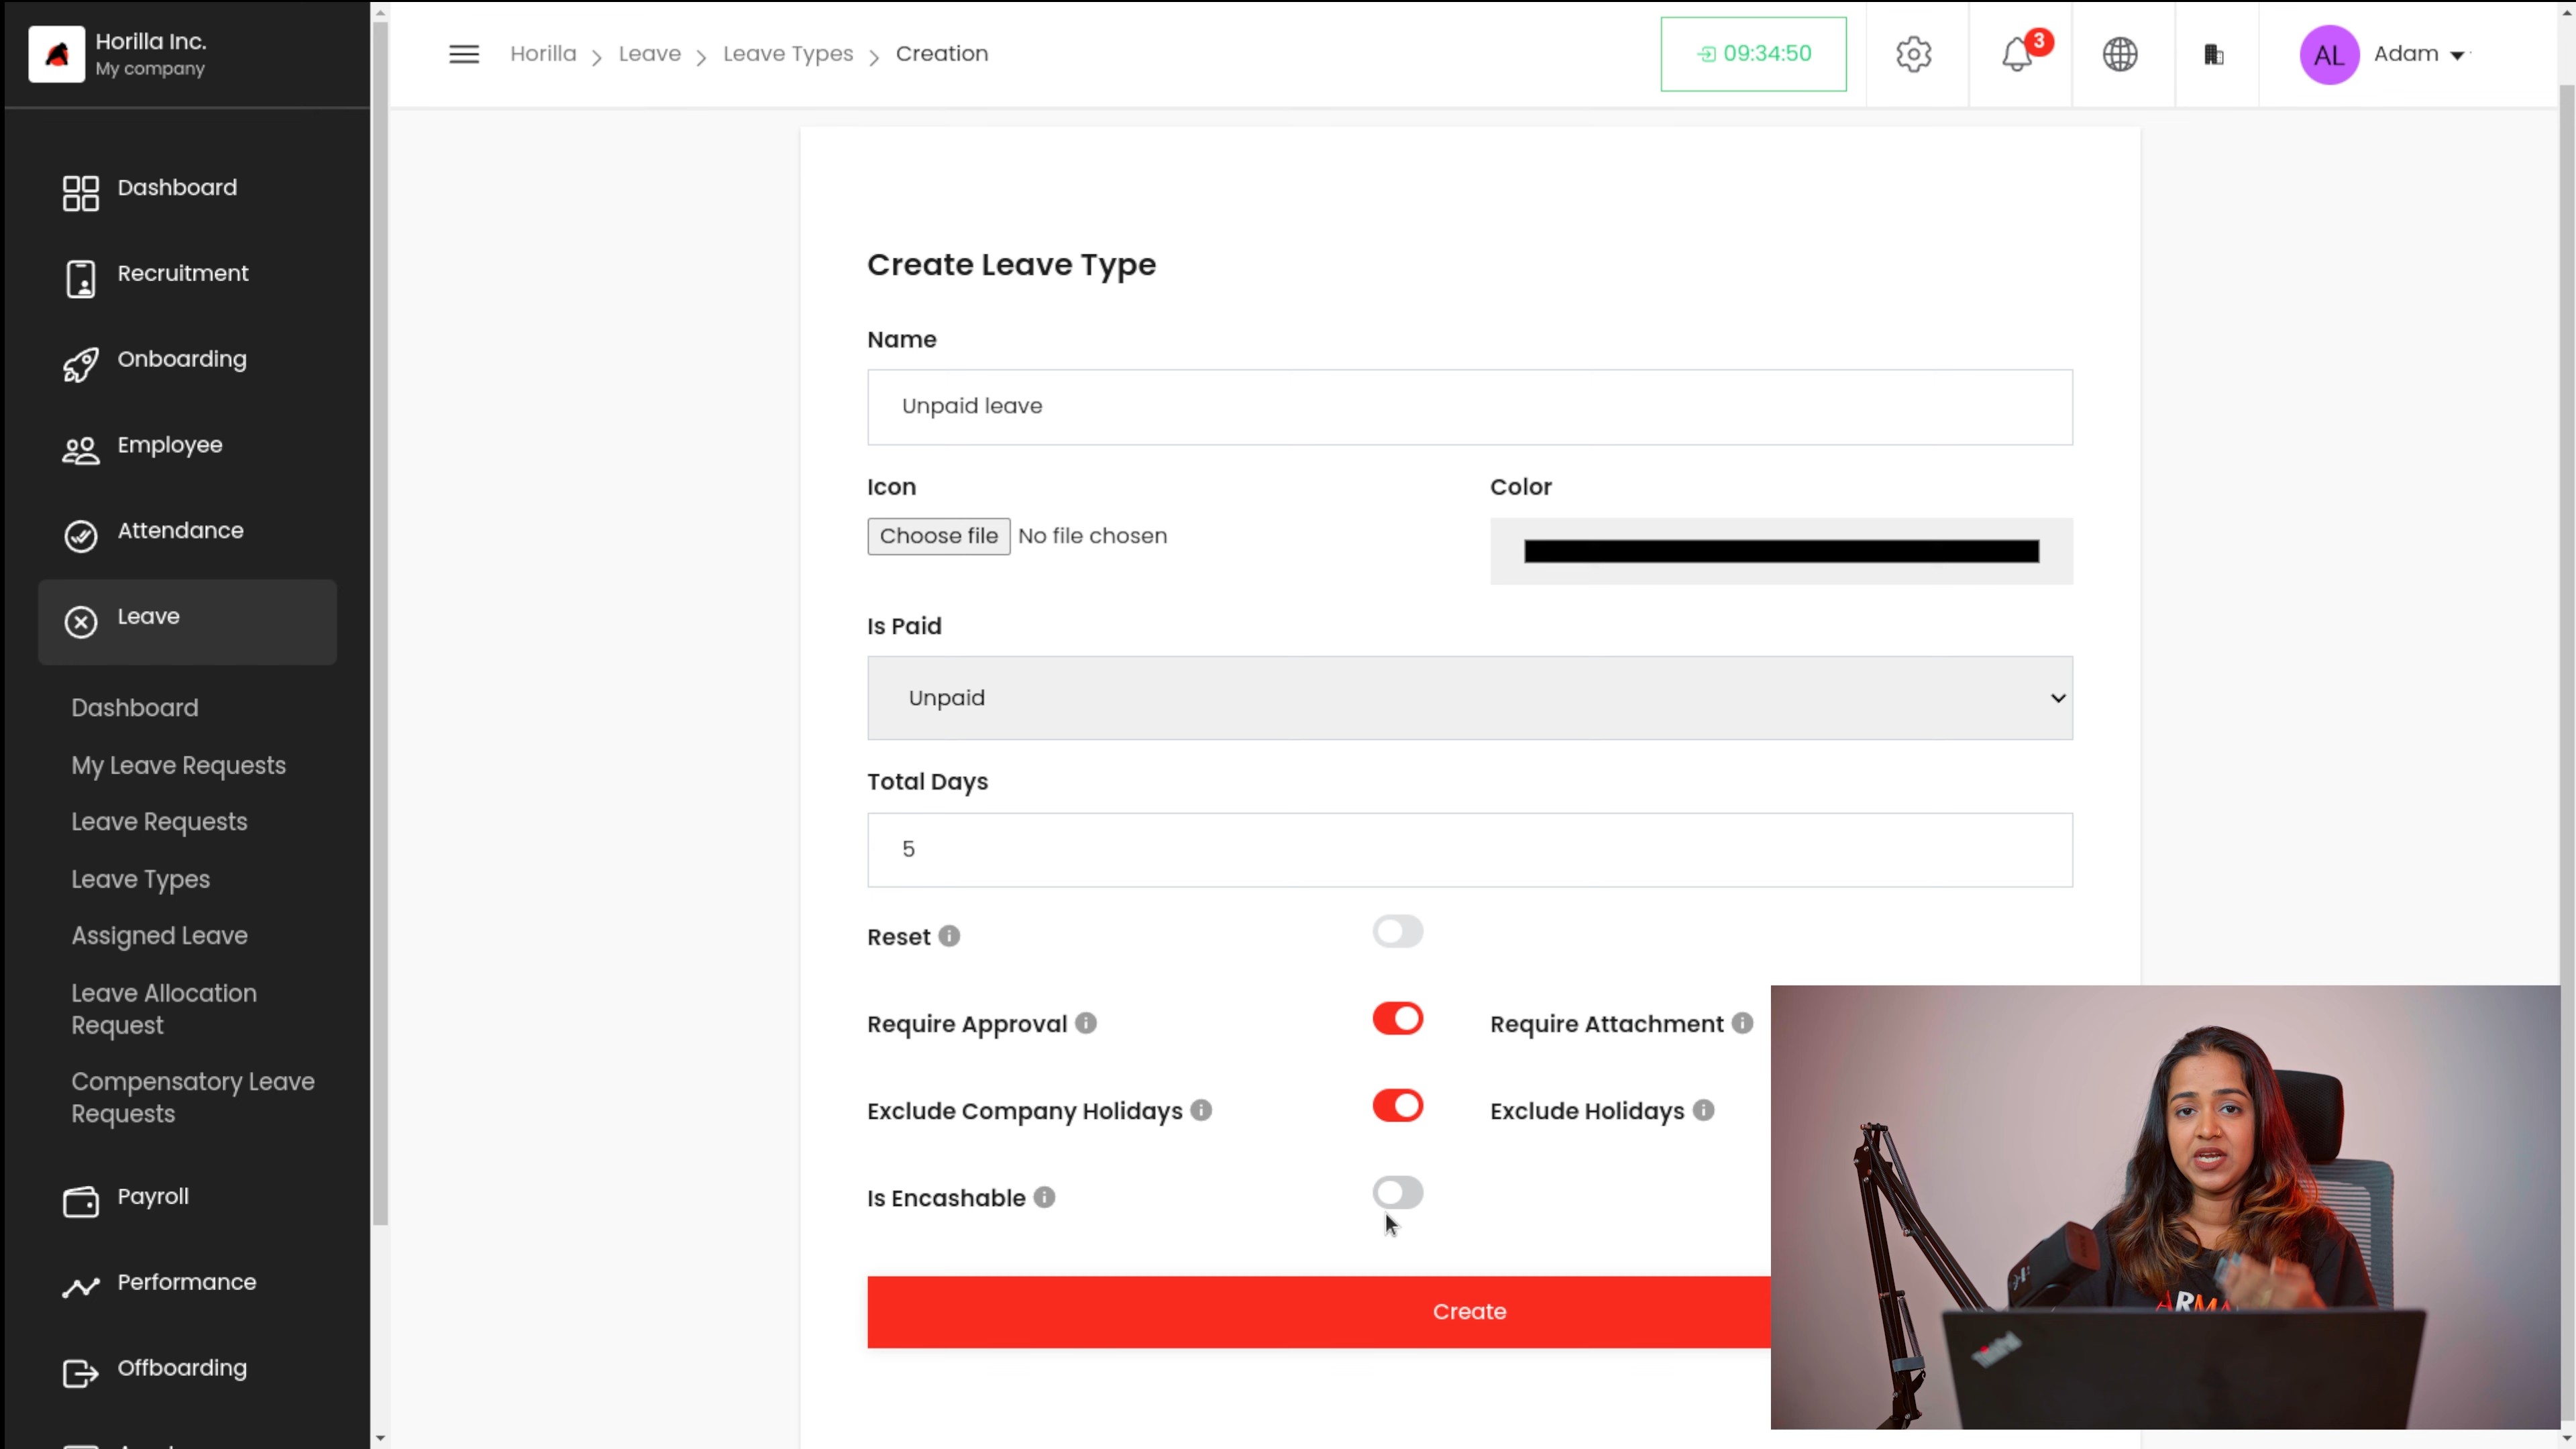 Horilla Inc.
My company
Dashboard
Recruitment
Onboarding
Employee
Attendance
Leave
Dashboard
My Leave Requests
Leave Requests
Leave Types
Assigned Leave
Leave Allocation
Request
Compensatory Leave
Requests
Payroll
Performance
Offboarding
Horilla > Leave > Leave Types > Creation
09:34:50
3
AL
Adam
Create Leave Type
Name
Unpaid leave
Icon
Color
Choose file No file chosen
Is Paid
Unpaid
Total Days
5
Reset
Require Approval
Require Attachment
Exclude Company Holidays
Exclude Holidays
Is Encashable
Create